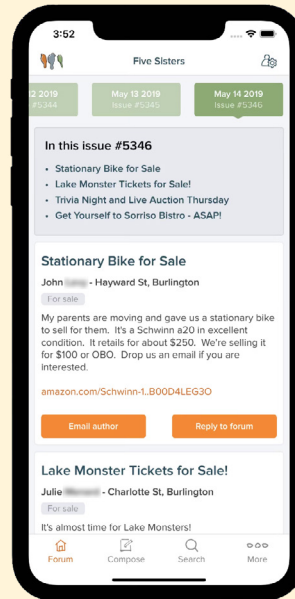 3:52
Five Sisters
2 2019
#5344
May 13 2019
Issue #5345
May 14 2019
Issue #5346
In this issue #5346
• Stationary Bike for Sale
• Lake Monster Tickets for Sale!
• Trivia Night and Live Auction Thursday
• Get Yourself to Sorriso Bistro - ASAP!
Stationary Bike for Sale
John - Hayward St, Burlington
For sale
My parents are moving and gave us a stationary bike
to sell for them. It's a Schwinn a20 in excellent
condition. It retails for about $250. We're selling it
for $100 or OBO. Drop us an email if you are
interested.
amazon.com/Schwinn-1..B00D4LEG3O
Email author
Reply to forum
Lake Monster Tickets for Sale!
Julie - Charlotte St, Burlington
For sale
It's almost time for Lake Monsters!
Forum
Compose
Search
More